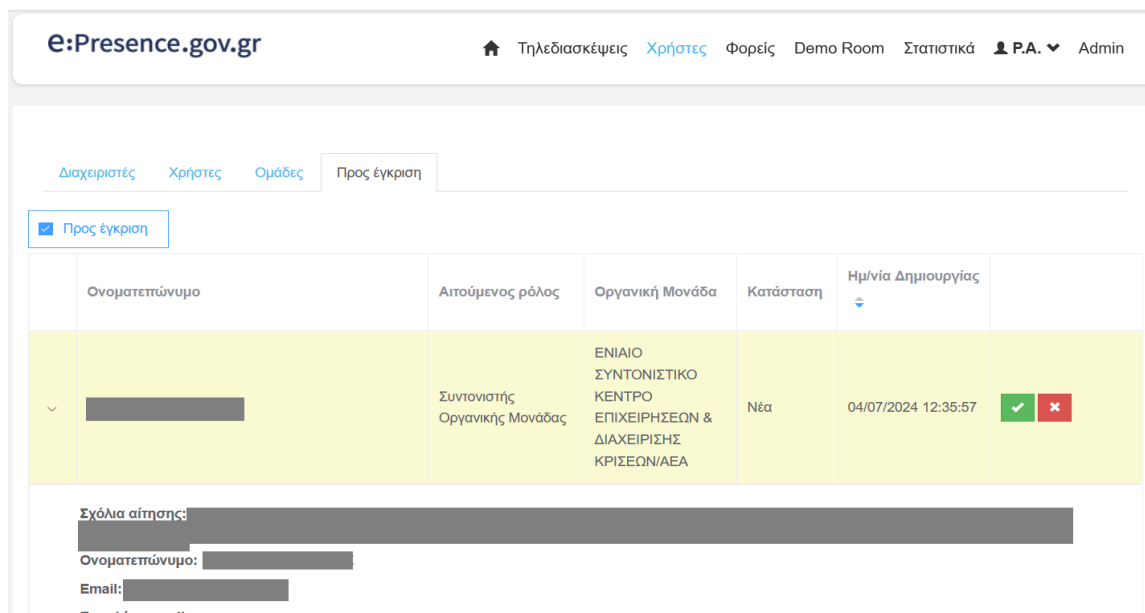 e:Presence.gov.gr
Τηλεδιασκέψεις Χρήστες Φορείς Demo Room Στατιστικά P.A. Admin
Διαχειριστές Χρήστες Ομάδες Προς έγκριση
Προς έγκριση
Ονοματεπώνυμο Αιτούμενος ρόλος Οργανική Μονάδα Κατάσταση Ημ/νία Δημιουργίας
Συντονιστής
Οργανικής Μονάδας
ΕΝΙΑΙΟ
ΣΥΝΤΟΝΙΣΤΙΚΟ
ΚΕΝΤΡΟ
ΕΠΙΧΕΙΡΗΣΕΩΝ &
ΔΙΑΧΕΙΡΙΣΗΣ
ΚΡΙΣΕΩΝ/ΑΕΑ
Νέα
04/07/2024 12:35:57
Σχόλια αίτησης:
Ονοματεπώνυμο:
Email: